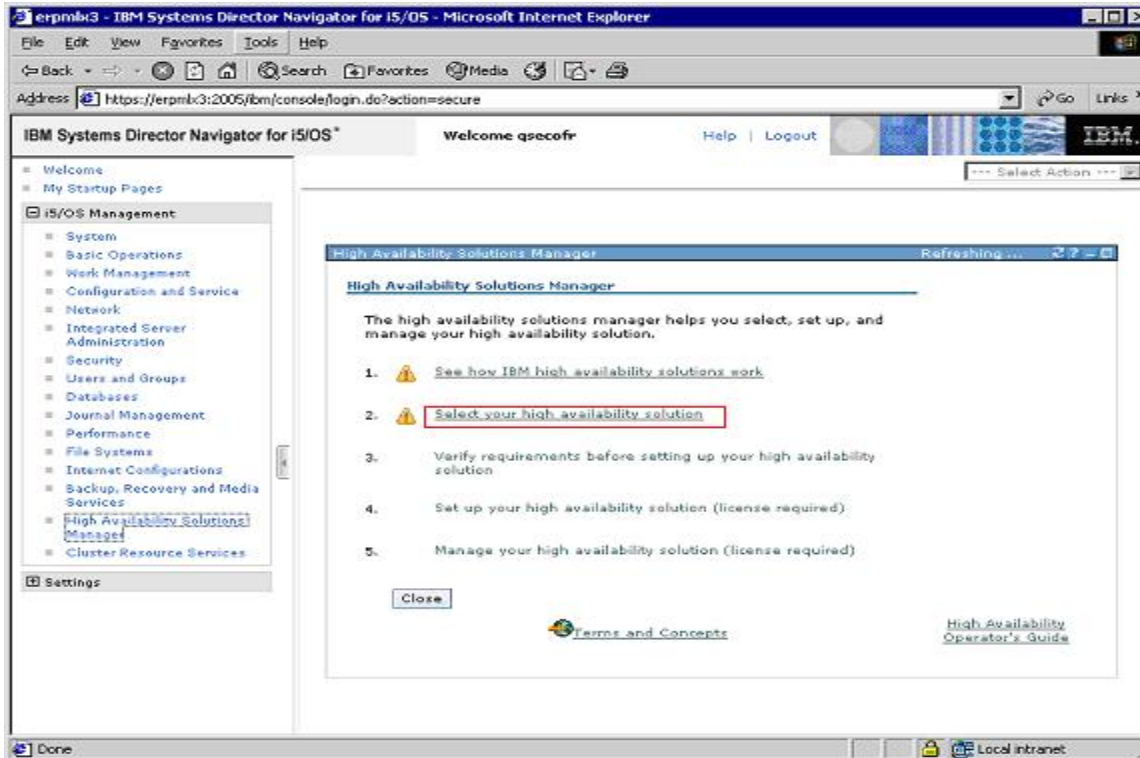 erpmlx3 - IBM Systems Director Navigator for i5/OS - Microsoft Internet Explorer
File Edit View Favorites Tools Help
Back Search Favorites Media
Address https://erpmlx3:2005/ibm/console/login.do?action=secure Go Links
IBM Systems Director Navigator for i5/OS® Welcome qsecofr Help | Logout IBM.
Welcome
My Startup Pages
--- Select Action ---
i5/OS Management
System
Basic Operations
Work Management
Configuration and Service
Network
Integrated Server
Administration
Security
Users and Groups
Databases
Journal Management
Performance
File Systems
Internet Configurations
Backup, Recovery and Media
Services
High Availability Solutions
Manager
Cluster Resource Services
Settings
High Availability Solutions Manager Refreshing ...
High Availability Solutions Manager
The high availability solutions manager helps you select, set up, and
manage your high availability solution.
1. See how IBM high availability solutions work
2. Select your high availability solution
3. Verify requirements before setting up your high availability
solution
4. Set up your high availability solution (license required)
5. Manage your high availability solution (license required)
Close
Terms and Concepts
High Availability
Operator's Guide
Done Local intranet